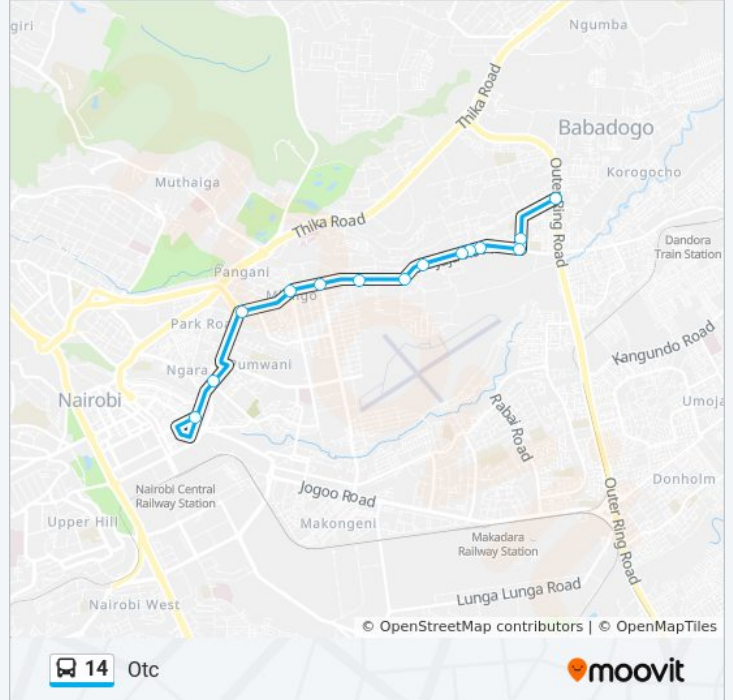 giri
Ngumba
Thika Road
Babadogo
Korogocho
Muthaiga
Outer Ring Road
Thika Road
Dandora
Train Station
Pangani
Park Roa
Kangundo Road
Ngara
umwani
Nairobi
Rabai Road
Umoja
Nairobi Central
Railway Station
Jogoo Road
Donholm
Upper Hill
Makongeni
Outer Ring Road
Makadara
Railway Station
Lunga Lunga Road
Nairobi West
© OpenStreetMap contributors | © OpenMapTiles
14 Otc
moovit